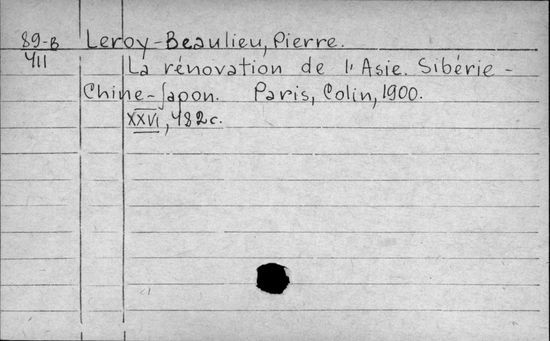 89-B Leroy-Beaulieu, Pierre.
411
La rénovation de l'Asie. Sibérie -
Chine-Japon. Paris, Colin, 1900.
XXVI, 482 c.